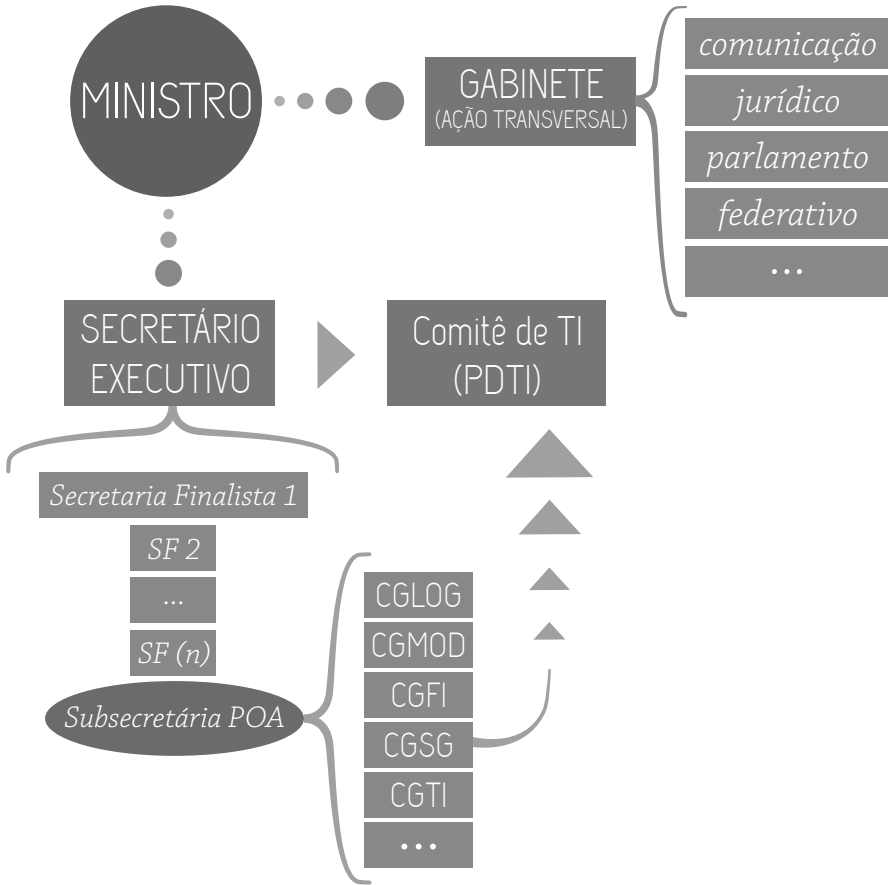 MINISTRO
GABINETE
(AÇÃO TRANSVERSAL)
comunicação
jurídico
parlamento
federativo
...
SECRETÁRIO
EXECUTIVO
Comitê de TI
(PDTI)
Secretaria Finalista 1
SF 2
...
SF (n)
Subsecretária POA
CGLOG
CGMOD
CGFI
CGSG
CGTI
...